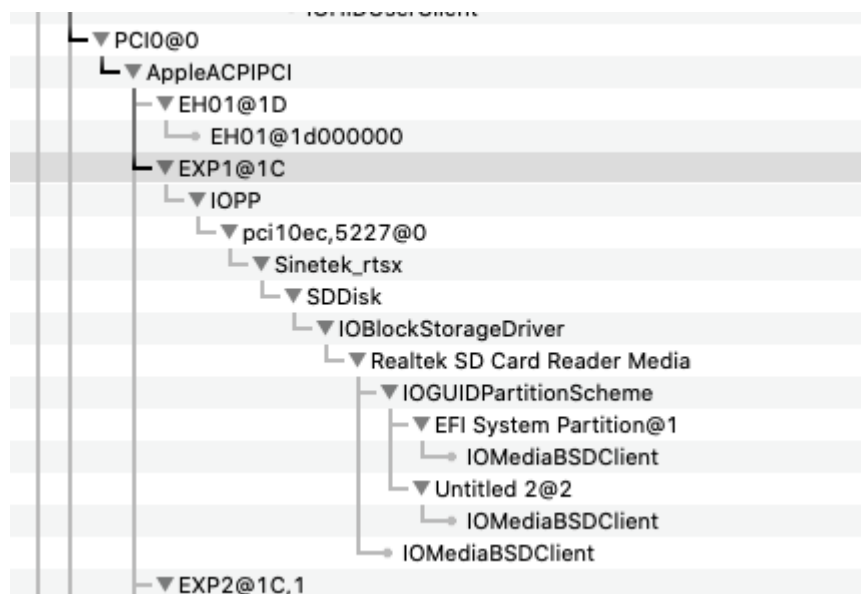 IOHIDUserClient
PCI0@0
AppleACPIPCI
EH01@1D
EH01@1d000000
EXP1@1C
IOPP
pci10ec,5227@0
Sinetek_rtsx
SDDisk
IOBlockStorageDriver
Realtek SD Card Reader Media
IOGUIDPartitionScheme
EFI System Partition@1
IOMediaBSDClient
Untitled 2@2
IOMediaBSDClient
IOMediaBSDClient
EXP2@1C,1